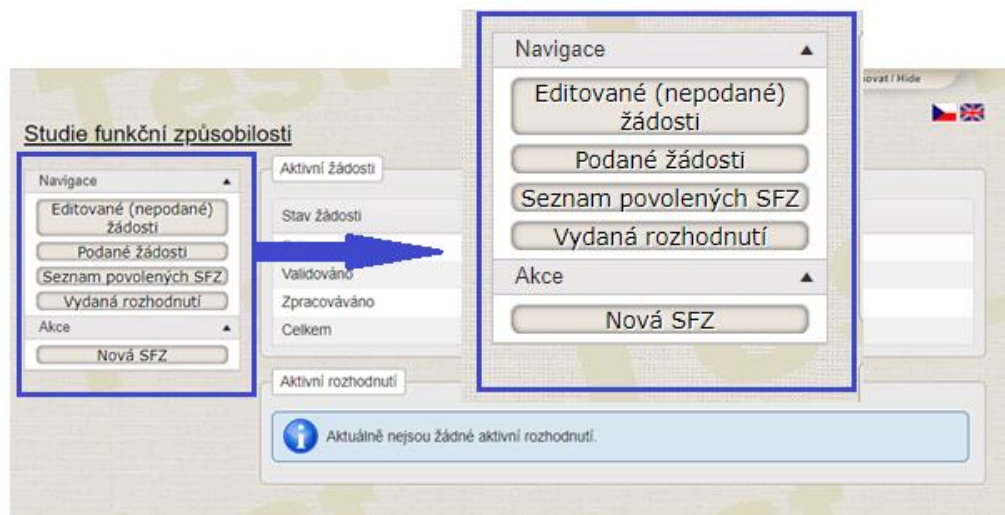 Studie funkční způsobilosti
Navigace
Editované (nepodané)
žádosti
Podané žádosti
Seznam povolených SFZ
Vydaná rozhodnutí
Akce
Nová SFZ
Aktivní žádosti
Stav žádosti
Validováno
Zpracováváno
Celkem
Aktivní rozhodnutí
Aktuálně nejsou žádné aktivní rozhodnutí.
Navigace
Editované (nepodané)
žádosti
Podané žádosti
Seznam povolených SFZ
Vydaná rozhodnutí
Akce
Nová SFZ
/ Hide
Test